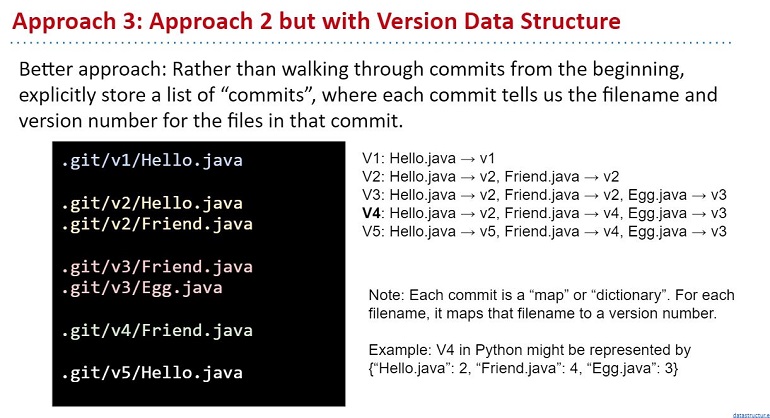 Approach 3: Approach 2 but with Version Data Structure
Better approach: Rather than walking through commits from the beginning,
explicitly store a list of “commits”, where each commit tells us the filename and
version number for the files in that commit.
.git/v1/Hello.java
.git/v2/Hello.java
.git/v2/Friend.java
.git/v3/Friend.java
.git/v3/Egg.java
.git/v4/Friend.java
.git/v5/Hello.java
V1: Hello.java → v1
V2: Hello.java → v2, Friend.java → v2
V3: Hello.java → v2, Friend.java → v2, Egg.java → v3
V4: Hello.java → v2, Friend.java → v4, Egg.java → v3
V5: Hello.java → v5, Friend.java → v4, Egg.java → v3
Note: Each commit is a “map” or “dictionary”. For each
filename, it maps that filename to a version number.
Example: V4 in Python might be represented by
{“Hello.java”: 2, “Friend.java”: 4, “Egg.java”: 3}
datastructur.e